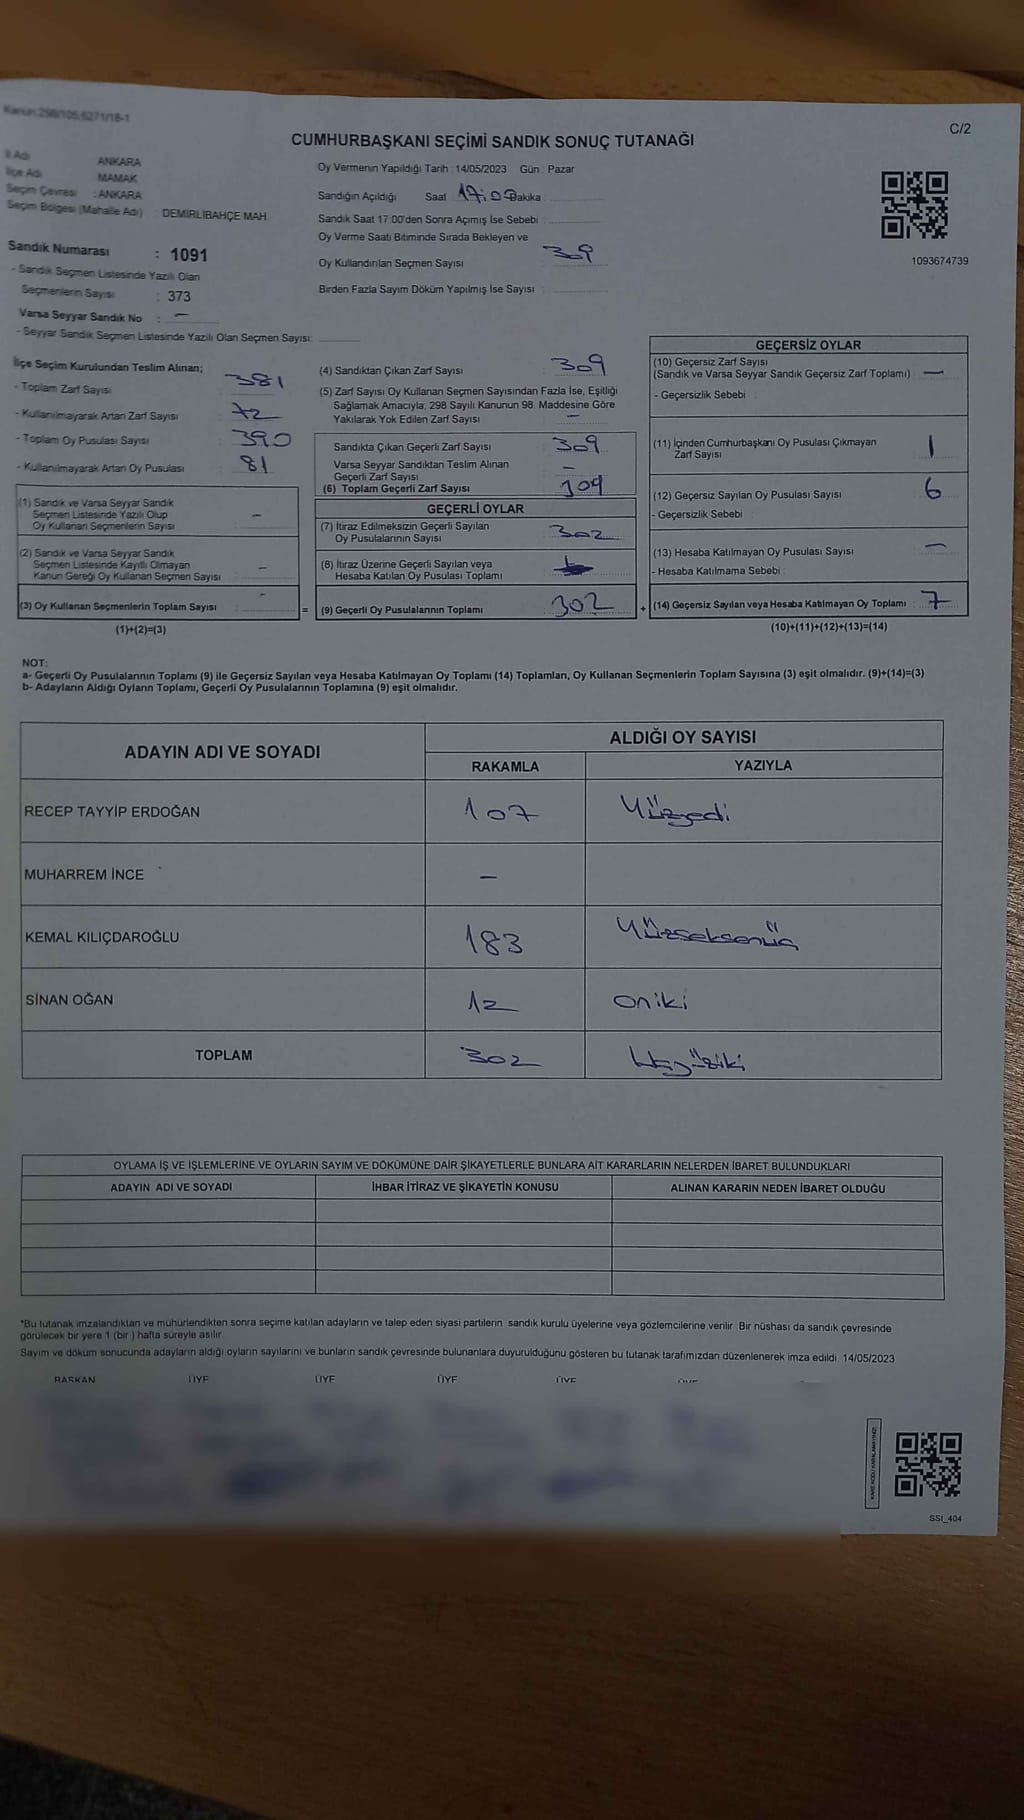 Kanun:298/105,6271/18-1
C/2
CUMHURBAŞKANI SEÇİMİ SANDIK SONUÇ TUTANAĞI
İl Adı ANKARA
İlçe Adı MAMAK
Seçim Çevresi : ANKARA
Seçim Bölgesi (Mahalle Adı) : DEMİRLİBAHÇE MAH.
Sandık Numarası : 1091
- Sandık Seçmen Listesinde Yazılı Olan
Seçmenlerin Sayısı : 373
Varsa Seyyar Sandık No : -
- Seyyar Sandık Seçmen Listesinde Yazılı Olan Seçmen Sayısı:
Oy Vermenin Yapıldığı Tarih : 14/05/2023 Gün : Pazar
Sandığın Açıldığı Saat 17:00 Dakika
Sandık Saat 17:00'den Sonra Açımış İse Sebebi :
Oy Verme Saati Bitiminde Sırada Bekleyen ve
Oy Kullandırılan Seçmen Sayısı : 309
Birden Fazla Sayım Döküm Yapılmış İse Sayısı :
1093674739
İlçe Seçim Kurulundan Teslim Alınan;
- Toplam Zarf Sayısı : 381
- Kullanılmayarak Artan Zarf Sayısı : 72
- Toplam Oy Pusulası Sayısı : 390
- Kullanılmayarak Artan Oy Pusulası : 81
(1) Sandık ve Varsa Seyyar Sandık
Seçmen Listesinde Yazılı Olup
Oy Kullanan Seçmenlerin Sayısı : -
(2) Sandık ve Varsa Seyyar Sandık
Seçmen Listesinde Kayıtlı Olmayan
Kanun Gereği Oy Kullanan Seçmen Sayısı : -
(3) Oy Kullanan Seçmenlerin Toplam Sayısı : -
(1)+(2)=(3)
=
(4) Sandıktan Çıkan Zarf Sayısı : 309
(5) Zarf Sayısı Oy Kullanan Seçmen Sayısından Fazla İse, Eşitliği
Sağlamak Amacıyla; 298 Sayılı Kanunun 98. Maddesine Göre
Yakılarak Yok Edilen Zarf Sayısı : -
Sandıkta Çıkan Geçerli Zarf Sayısı : 309
Varsa Seyyar Sandıktan Teslim Alınan
Geçerli Zarf Sayısı : -
(6) Toplam Geçerli Zarf Sayısı : 309
GEÇERLİ OYLAR
(7) İtiraz Edilmeksizin Geçerli Sayılan
Oy Pusulalarının Sayısı : 302
(8) İtiraz Üzerine Geçerli Sayılan veya
Hesaba Katılan Oy Pusulası Toplamı :
(9) Geçerli Oy Pusulalarının Toplamı : 302
+
GEÇERSİZ OYLAR
(10) Geçersiz Zarf Sayısı
(Sandık ve Varsa Seyyar Sandık Geçersiz Zarf Toplamı) : -
- Geçersizlik Sebebi :
(11) İçinden Cumhurbaşkanı Oy Pusulası Çıkmayan
Zarf Sayısı : 1
(12) Geçersiz Sayılan Oy Pusulası Sayısı : 6
- Geçersizlik Sebebi :
(13) Hesaba Katılmayan Oy Pusulası Sayısı : -
- Hesaba Katılmama Sebebi :
(14) Geçersiz Sayılan veya Hesaba Katılmayan Oy Toplamı : 7
(10)+(11)+(12)+(13)=(14)
NOT:
a- Geçerli Oy Pusulalarının Toplamı (9) ile Geçersiz Sayılan veya Hesaba Katılmayan Oy Toplamı (14) Toplamları, Oy Kullanan Seçmenlerin Toplam Sayısına (3) eşit olmalıdır. (9)+(14)=(3)
b- Adayların Aldığı Oyların Toplamı, Geçerli Oy Pusulalarının Toplamına (9) eşit olmalıdır.
ADAYIN ADI VE SOYADI ALDIĞI OY SAYISI
RAKAMLA YAZIYLA
RECEP TAYYİP ERDOĞAN 107 Yüzyedi
MUHARREM İNCE -
KEMAL KILIÇDAROĞLU 183 Yüzseksenüç
SİNAN OĞAN 12 oniki
TOPLAM 302 üçyüziki
OYLAMA İŞ VE İŞLEMLERİNE VE OYLARIN SAYIM VE DÖKÜMÜNE DAİR ŞİKAYETLERLE BUNLARA AİT KARARLARIN NELERDEN İBARET BULUNDUKLARI
ADAYIN ADI VE SOYADI İHBAR İTİRAZ VE ŞİKAYETİN KONUSU ALINAN KARARIN NEDEN İBARET OLDUĞU
*Bu tutanak imzalandıktan ve mühürlendikten sonra seçime katılan adayların ve talep eden siyasi partilerin sandık kurulu üyelerine veya gözlemcilerine verilir. Bir nüshası da sandık çevresinde
görülecek bir yere 1 (bir ) hafta süreyle asılır.
Sayım ve döküm sonucunda adayların aldığı oyların sayılarını ve bunların sandık çevresinde bulunanlara duyurulduğunu gösteren bu tutanak tarafımızdan düzenlenerek imza edildi. 14/05/2023
BAŞKAN ÜYE ÜYE ÜYE ÜYE ÜYE
KARE KODU KARALAMAYINIZ!
SSI_404